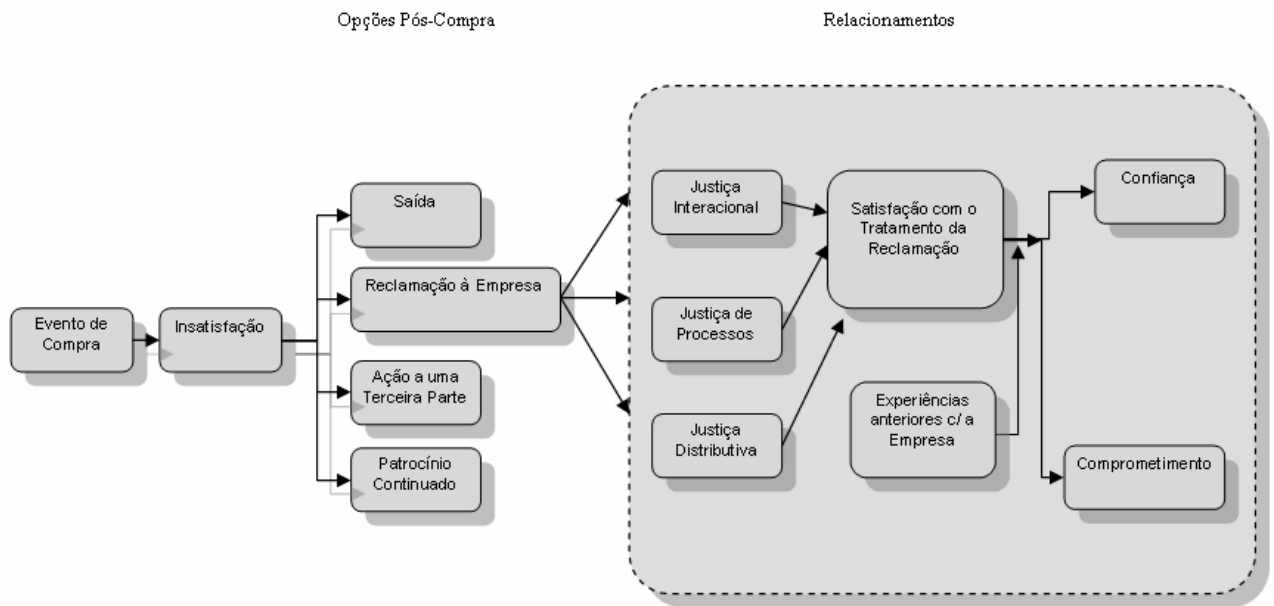 Opções Pós-Compra
Relacionamentos
Evento de
Compra
Insatisfação
Saída
Reclamação à Empresa
Ação a uma
Terceira Parte
Patrocínio
Continuado
Justiça
Interacional
Justiça de
Processos
Justiça
Distributiva
Satisfação com o
Tratamento da
Reclamação
Experiências
anteriores c/ a
Empresa
Confiança
Comprometimento